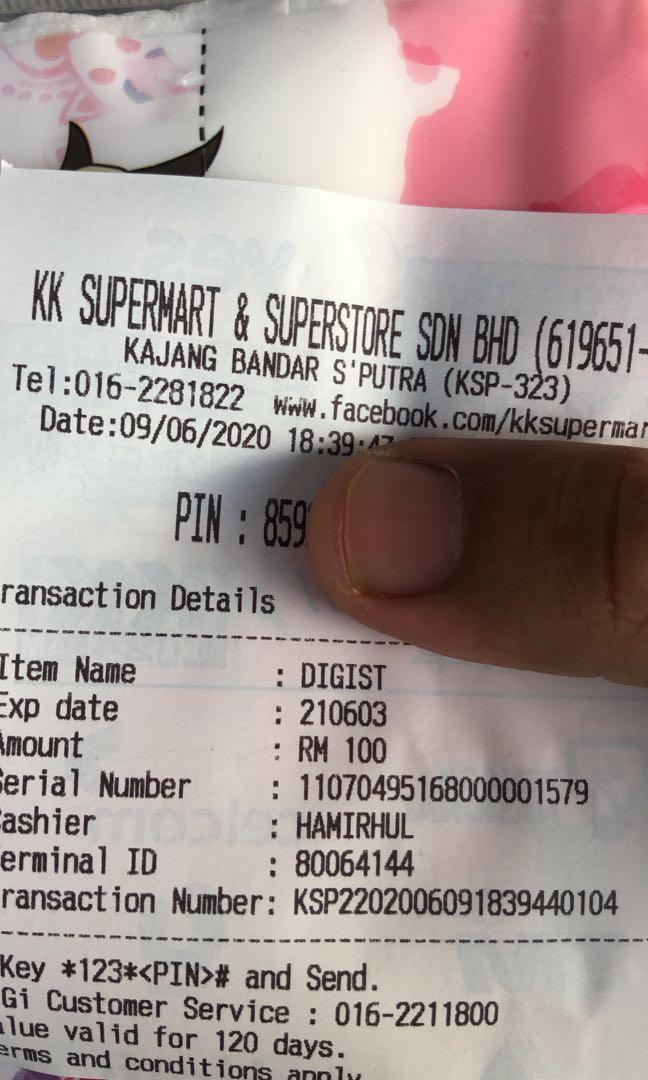 KK SUPERMART & SUPERSTORE SDN BHD (619651-
KAJANG BANDAR S'PUTRA (KSP-323)
Tel:016-2281822 www.facebook.com/kksupermar
Date:09/06/2020 18:39:47
PIN : 859
ransaction Details
Item Name : DIGIST
Exp date : 210603
Amount : RM 100
Serial Number : 11070495168000001579
ashier : HAMIRHUL
erminal ID : 80064144
ransaction Number: KSP2202006091839440104
Key *123*<PIN># and Send.
Gi Customer Service : 016-2211800
alue valid for 120 days.
erms and conditions apply